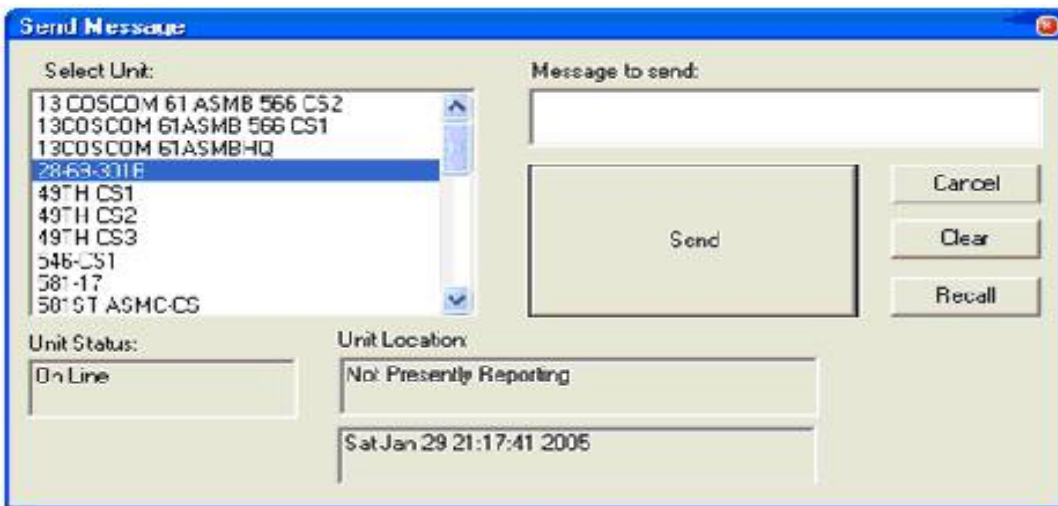 Send Message
Select Unit:
13 COSCOM 61 ASMB 566 CS2
13COSCOM 61ASMB 566 CS1
13COSCOM 61ASMBHQ
28-69-301B
49TH CS1
49TH CS2
49TH CS3
546-CS1
581-17
581ST ASMC-CS
Message to send:
Send
Cancel
Clear
Recall
Unit Status:
On Line
Unit Location:
Not Presently Reporting
Sat Jan 29 21:17:41 2005